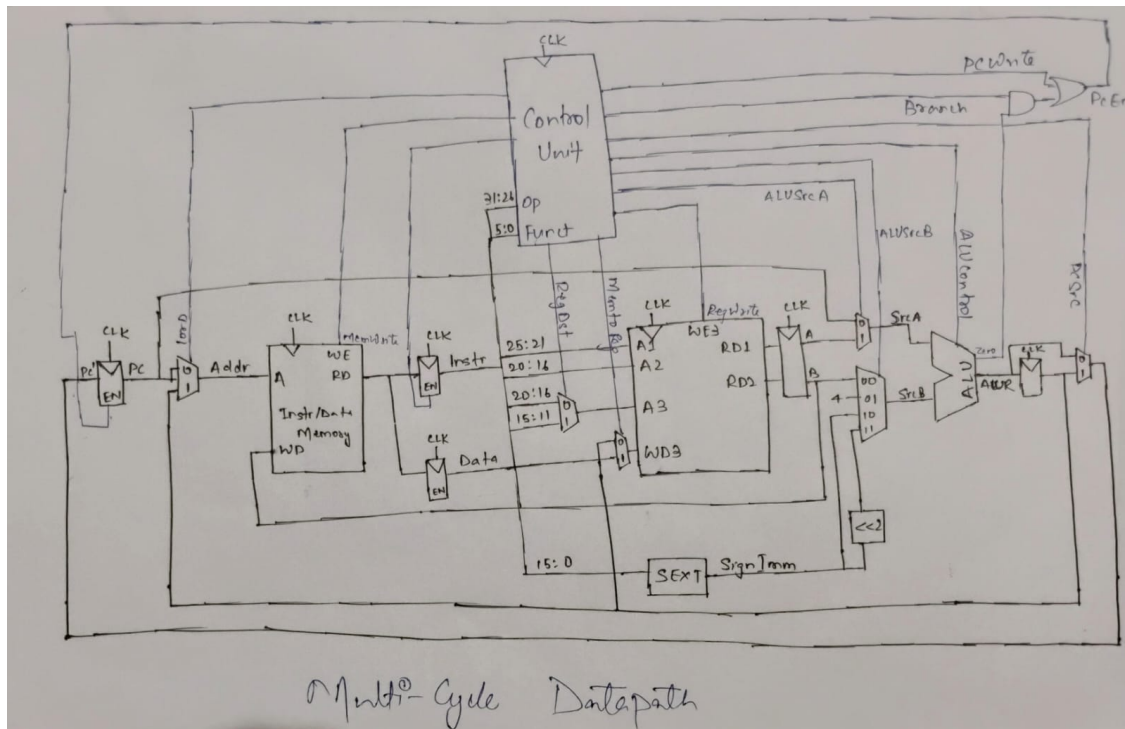 CLK
PCWrite
PcEn
Branch
Control
Unit
31:26
Op
5:0
Funct
ALUSrcA
ALUSrcB
ALUControl
PcSrc
IorD
RegDst
Memto Reg
CLK
PC'
PC
EN
0
1
Addr
CLK
MemWrite
WE
A
RD
Instr/Data
Memory
WD
CLK
Instr
EN
CLK
Data
EN
25:21
20:16
20:16
15:11
0
1
0
1
CLK
RegWrite
WE3
A1
A2
A3
WD3
RD1
RD2
CLK
A
B
0
1
SrcA
4
00
01
10
11
SrcB
ALU
Zero
CLK
0
1
<<2
15:0
SEXT
SignImm
Multi-Cycle Datapath